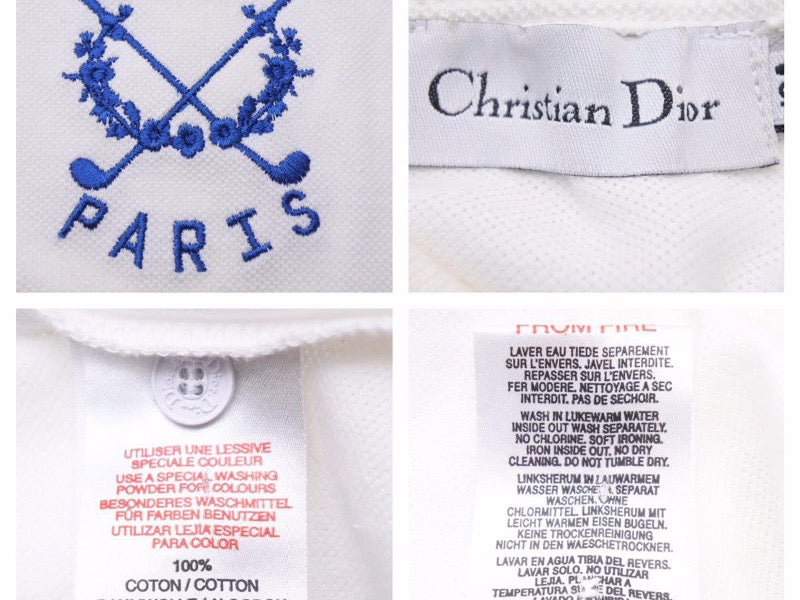 PARIS
Christian Dior
UTILISER UNE LESSIVE
SPECIALE COULEUR
USE A SPECIAL WASHING
POWDER FOR COLOURS
BESONDERES WASCHMITTEL
FÜR FARBEN BENUTZEN
UTILIZAR LEJIA ESPECIAL
PARA COLOR
100%
COTON / COTTON
FROM FIRE
LAVER EAU TIEDE SEPAREMENT
SUR L'ENVERS. JAVEL INTERDITE.
REPASSER SUR L'ENVERS.
FER MODERE. NETTOYAGE A SEC
INTERDIT. PAS DE SECHOIR.
WASH IN LUKEWARM WATER
INSIDE OUT WASH SEPARATELY.
NO CHLORINE. SOFT IRONING.
IRON INSIDE OUT. NO DRY
CLEANING. DO NOT TUMBLE DRY.
LINKSHERUM IN LAUWARMEM
WASSER WASCHEN. SEPARAT
WASCHEN. OHNE
CHLORMITTEL. LINKSHERUM MIT
LEICHT WARMEN EISEN BUGELN.
KEINE TROCKENREINIGUNG
NICHT IN DEN WAESCHETROCKNER.
LAVAR EN AGUA TIBIA DEL REVERS.
LAVAR SOLO. NO UTILIZAR
LEJIA. PLANCHAR A
TEMPERATURA DEL REVERS.